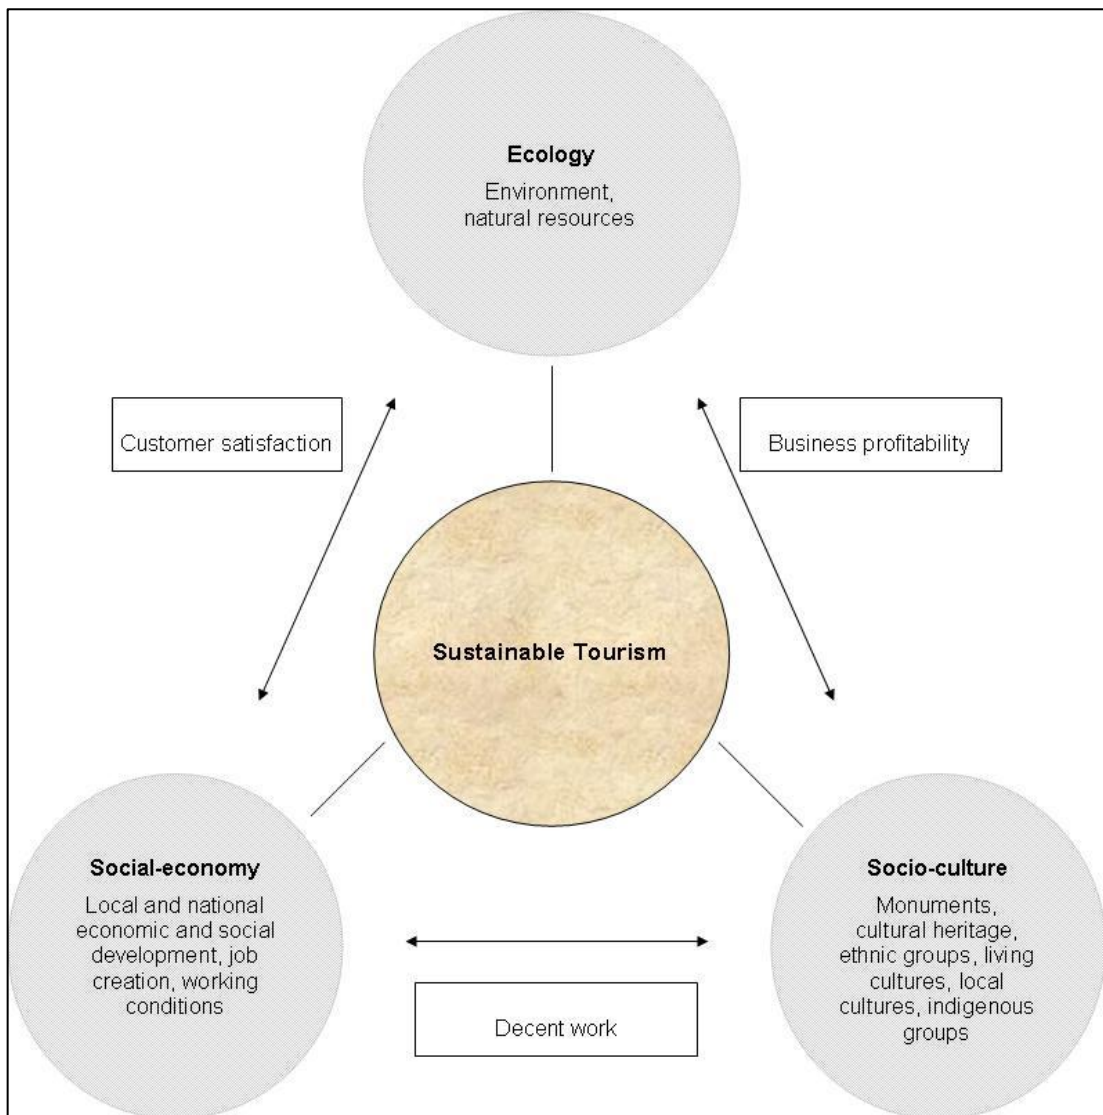 Ecology
Environment,
natural resources
Customer satisfaction
Business profitability
Sustainable Tourism
Social-economy
Local and national
economic and social
development, job
creation, working
conditions
Socio-culture
Monuments,
cultural heritage,
ethnic groups, living
cultures, local
cultures, indigenous
groups
Decent work